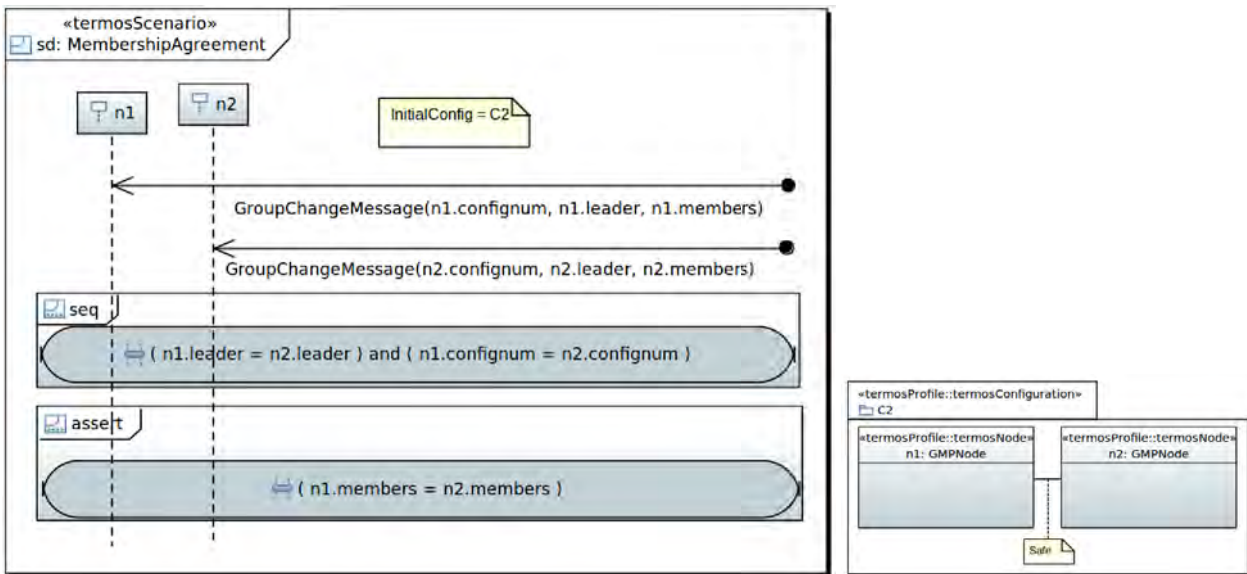 «termosScenario»
sd: MembershipAgreement
n1
n2
InitialConfig = C2
GroupChangeMessage(n1.confignum, n1.leader, n1.members)
GroupChangeMessage(n2.confignum, n2.leader, n2.members)
seq
( n1.leader = n2.leader ) and ( n1.confignum = n2.confignum )
assert
( n1.members = n2.members )
«termosProfile::termosConfiguration»
C2
«termosProfile::termosNode»
n1: GMPNode
«termosProfile::termosNode»
n2: GMPNode
Safe